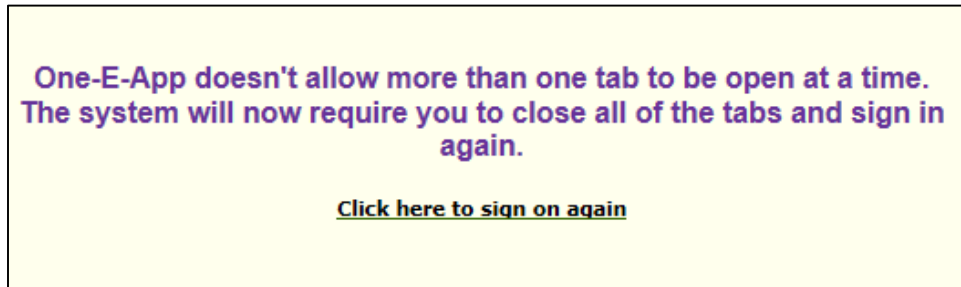 One-E-App doesn't allow more than one tab to be open at a time.
The system will now require you to close all of the tabs and sign in
again.
Click here to sign on again